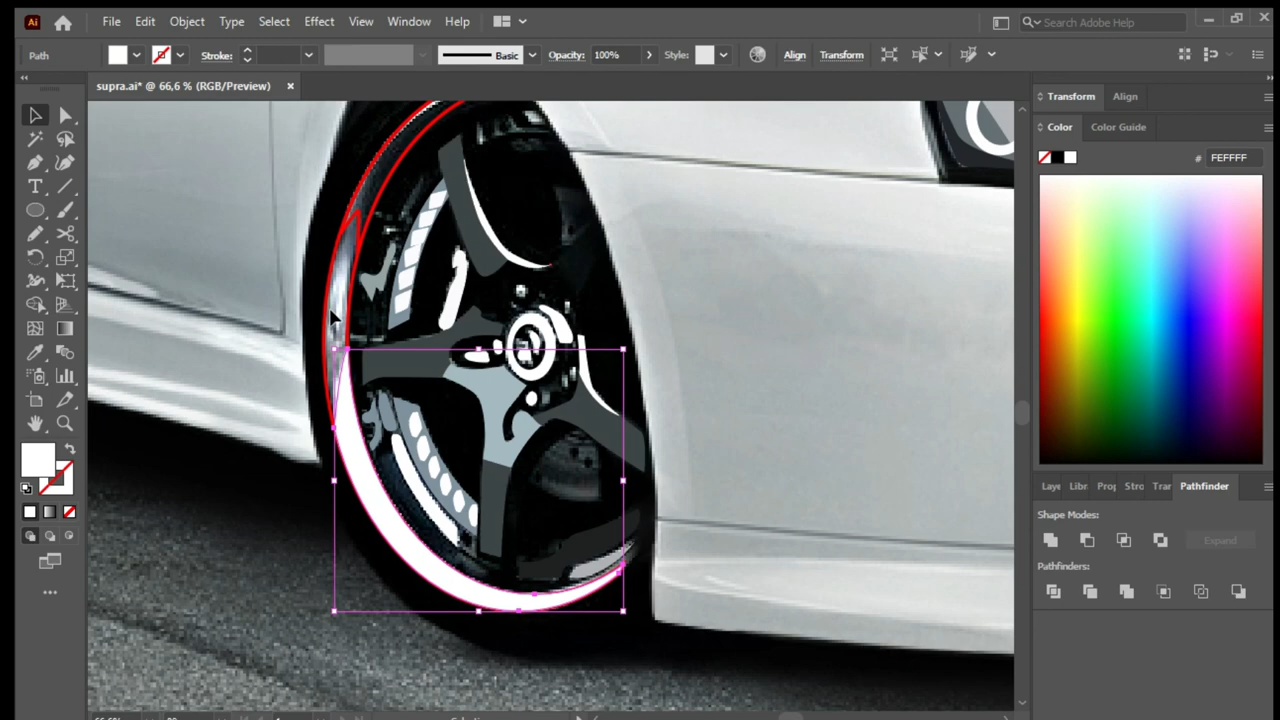 Ai File Edit Object Type Select Effect View Window Help Search Adobe Help
Path Stroke: Basic Opacity: 100% Style: Align Transform
supra.ai* @ 66,6 % (RGB/Preview)
Transform Align
Color Color Guide
# FEFFFF
Laye Libr Prop Stro Trar Pathfinder
Shape Modes:
Expand
Pathfinders: